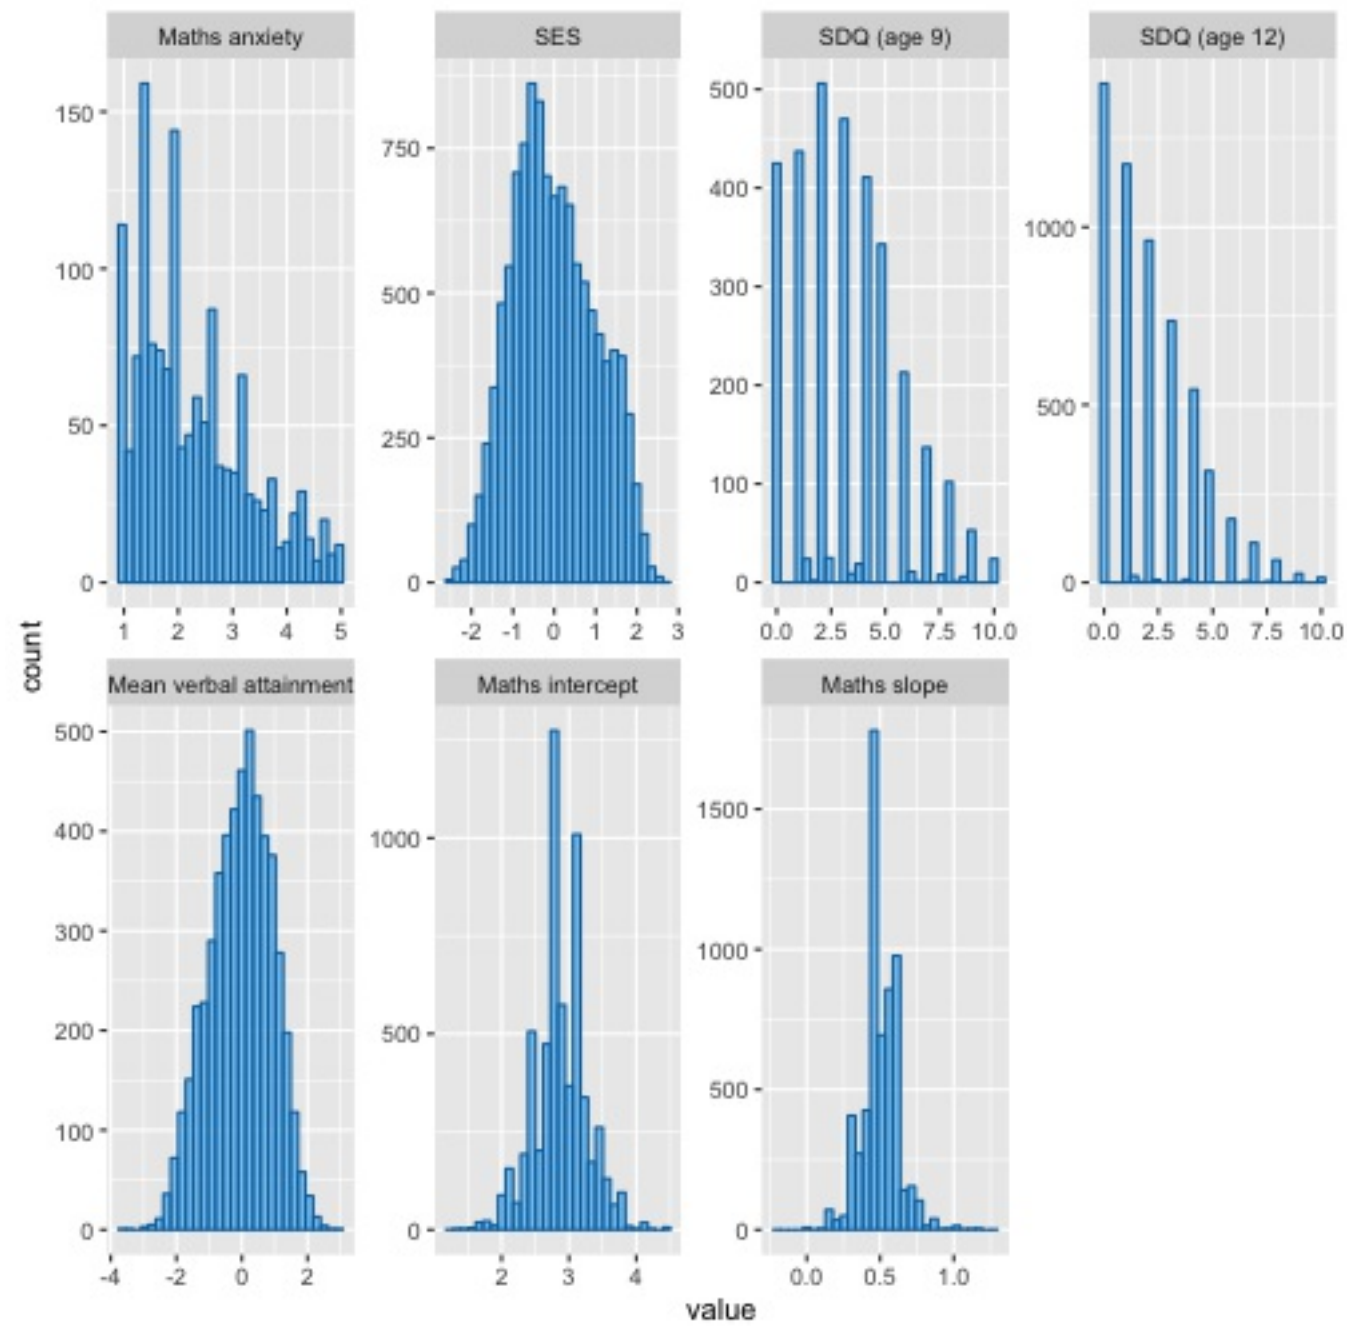 Maths anxiety
SES
SDQ (age 9)
SDQ (age 12)
150
100
50
0
1 2 3 4 5
750
500
250
0
-2 -1 0 1 2 3
500
400
300
200
100
0
0.0 2.5 5.0 7.5 10.0
1000
500
0
0.0 2.5 5.0 7.5 10.0
count
Mean verbal attainment
Maths intercept
Maths slope
500
400
300
200
100
0
-4 -2 0 2
1000
500
0
2 3 4
1500
1000
500
0
0.0 0.5 1.0
value